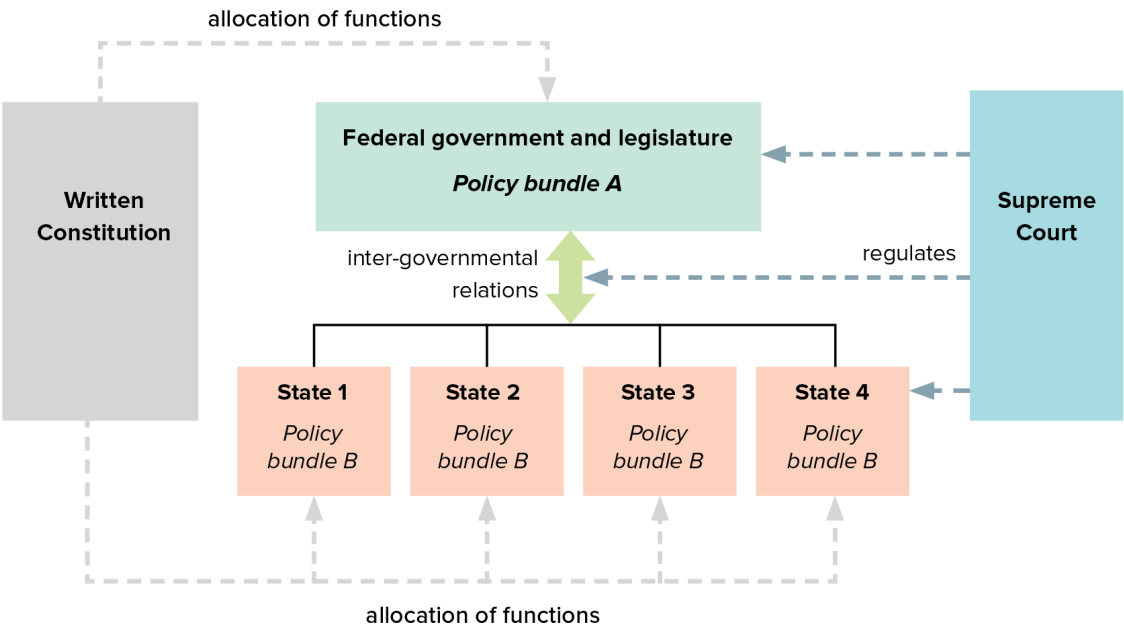 allocation of functions
Written
Constitution
Federal government and legislature
Policy bundle A
Supreme
Court
inter-governmental
relations
regulates
State 1
Policy
bundle B
State 2
Policy
bundle B
State 3
Policy
bundle B
State 4
Policy
bundle B
allocation of functions